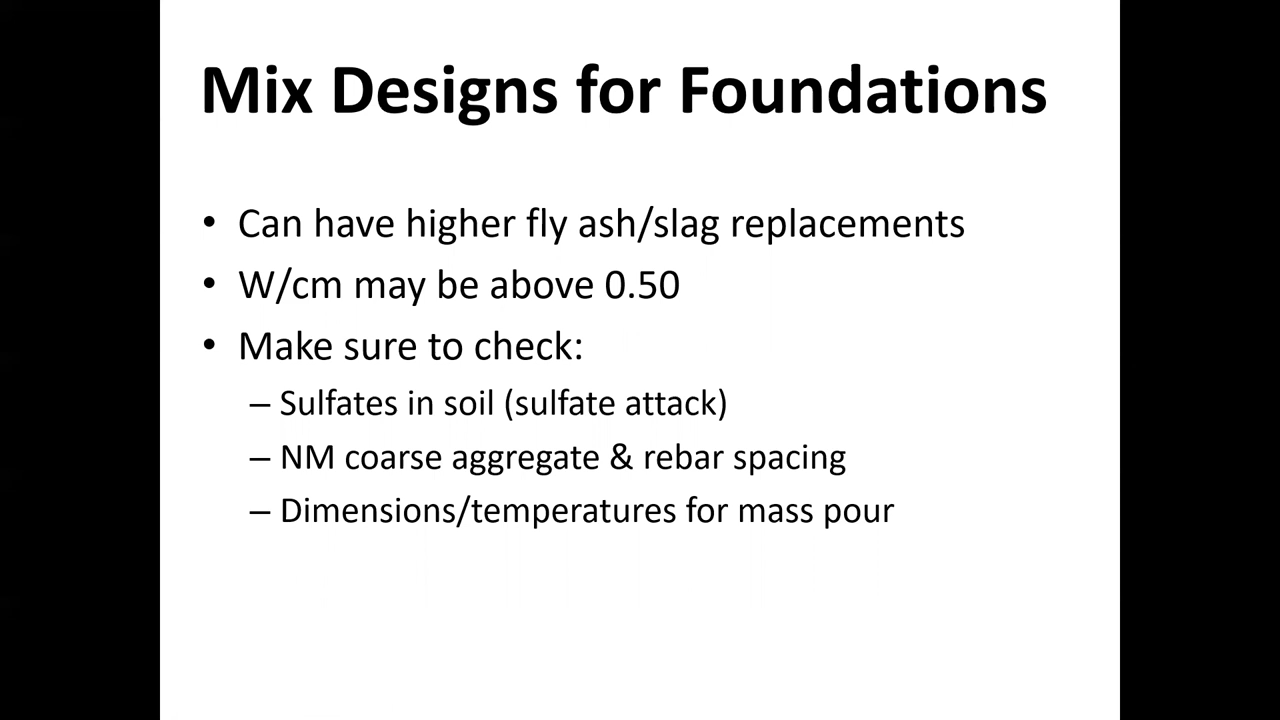 Mix Designs for Foundations
• Can have higher fly ash/slag replacements
• W/cm may be above 0.50
• Make sure to check:
– Sulfates in soil (sulfate attack)
– NM coarse aggregate & rebar spacing
– Dimensions/temperatures for mass pour